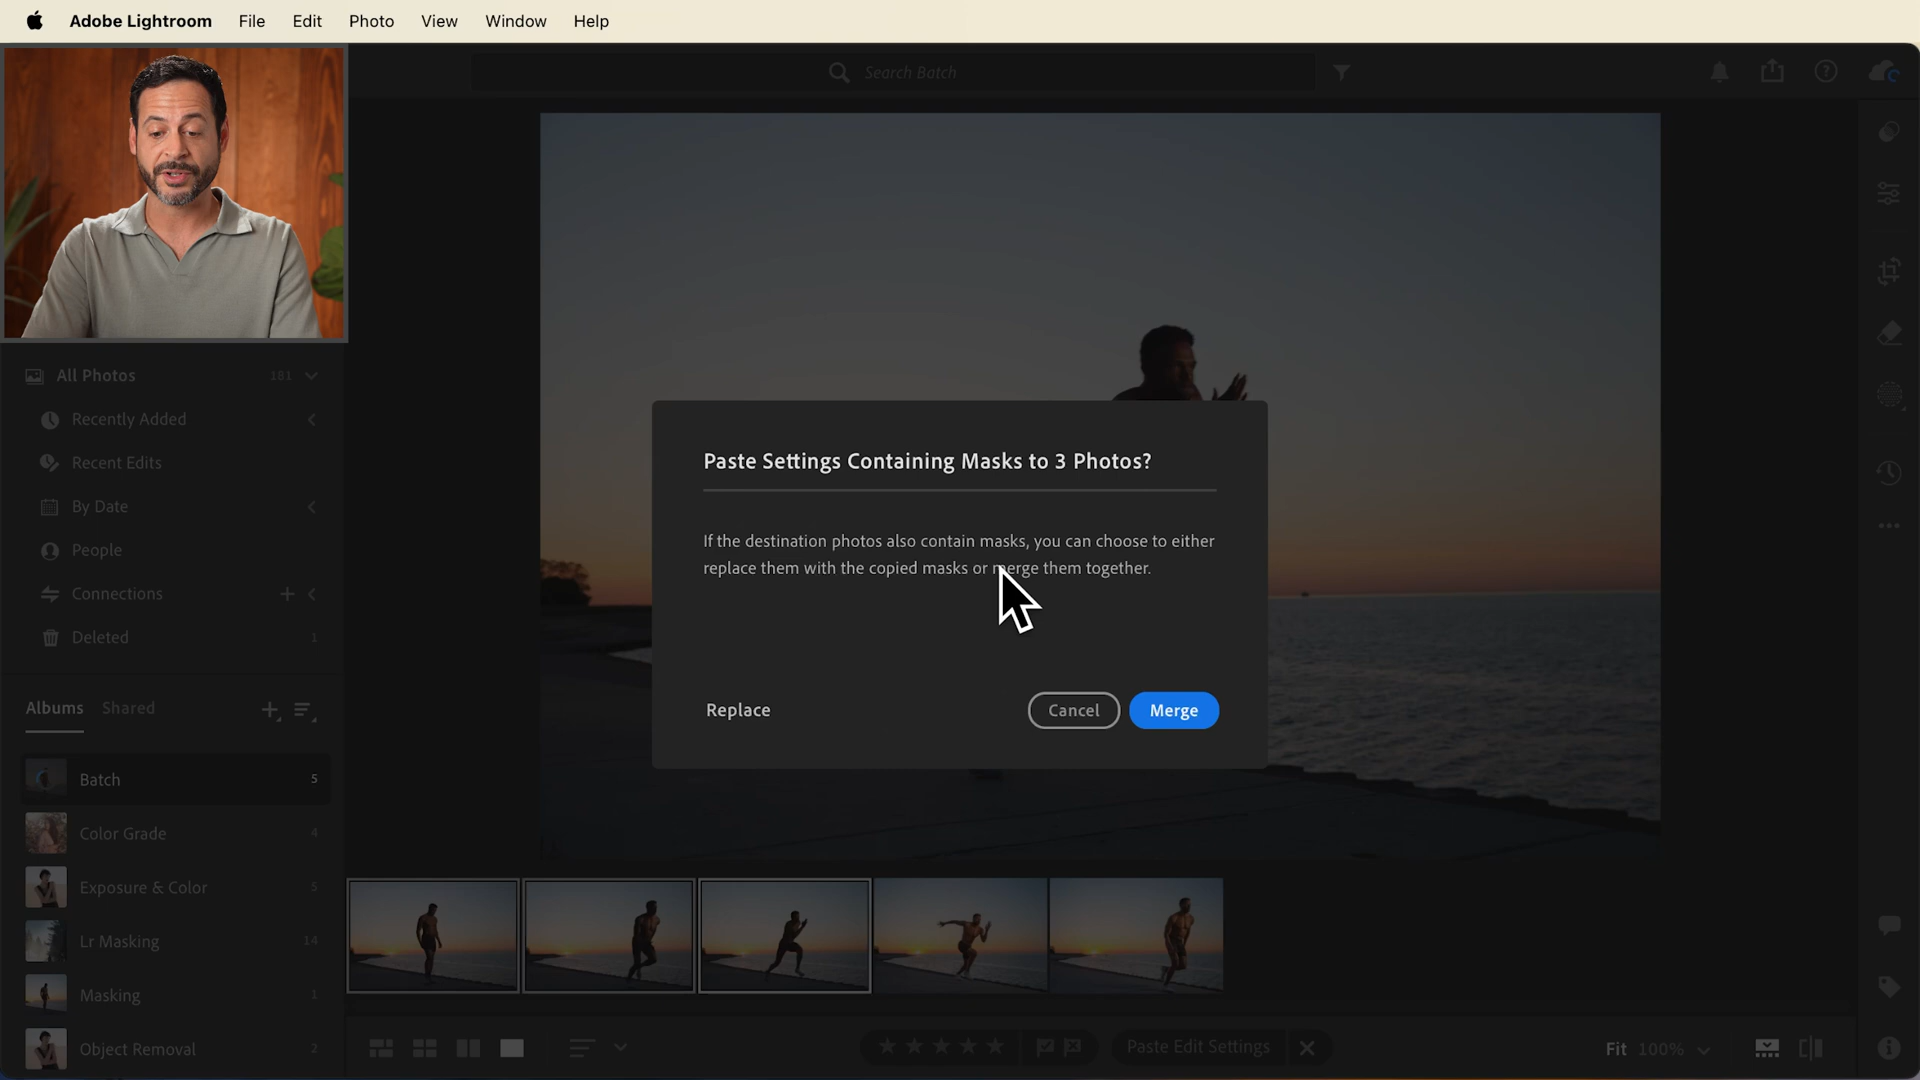 Adobe Lightroom File Edit Photo View Window Help
Search Batch
All Photos 181
Recently Added
Recent Edits
By Date
People
Connections
Deleted 1
Albums Shared
Batch 5
Color Grade 4
Exposure & Color 5
Lr Masking 14
Masking 1
Object Removal 2
Paste Settings Containing Masks to 3 Photos?
If the destination photos also contain masks, you can choose to either
replace them with the copied masks or merge them together.
Replace Cancel Merge
Paste Edit Settings
Fit 100%